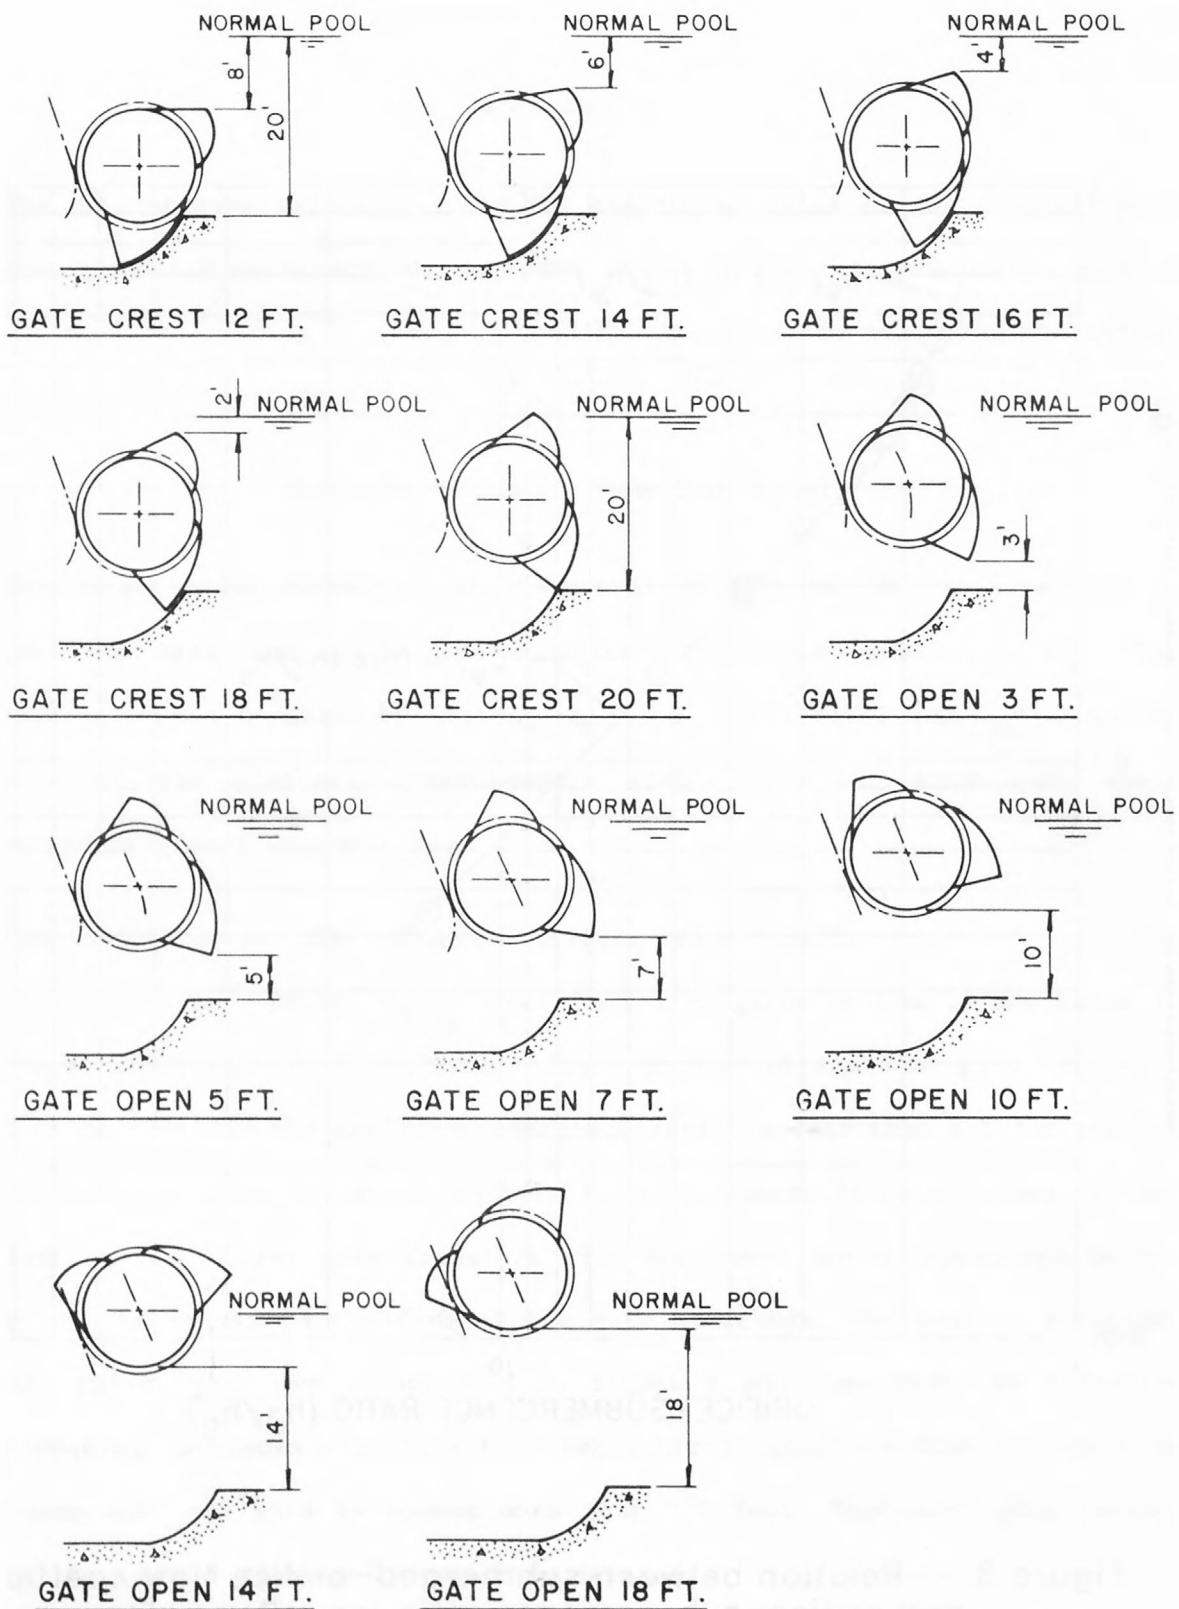 NORMAL POOL
8'
20'
GATE CREST 12 FT.
NORMAL POOL
6'
GATE CREST 14 FT.
NORMAL POOL
4'
GATE CREST 16 FT.
2'
NORMAL POOL
GATE CREST 18 FT.
NORMAL POOL
20'
GATE CREST 20 FT.
NORMAL POOL
3'
GATE OPEN 3 FT.
NORMAL POOL
5'
GATE OPEN 5 FT.
NORMAL POOL
7'
GATE OPEN 7 FT.
NORMAL POOL
10'
GATE OPEN 10 FT.
NORMAL POOL
14'
GATE OPEN 14 FT.
NORMAL POOL
18'
GATE OPEN 18 FT.